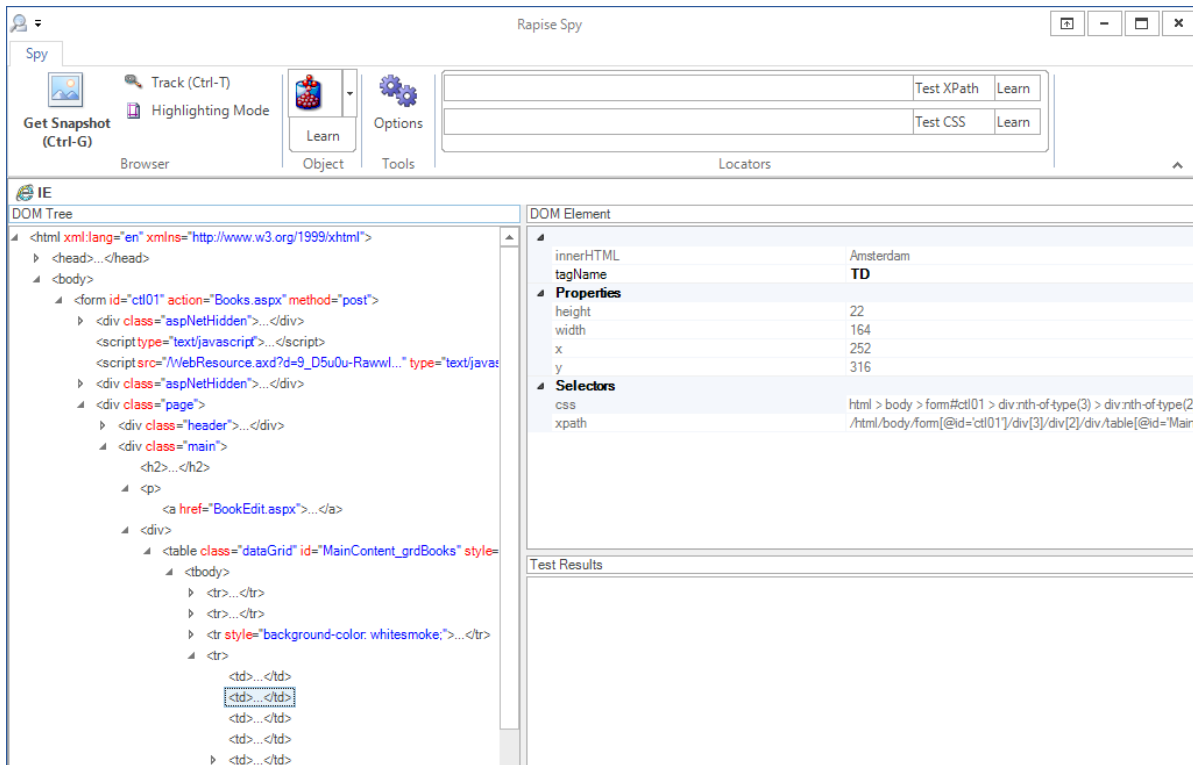 Rapise Spy
Spy
Get Snapshot
(Ctrl-G)
Track (Ctrl-T)
Highlighting Mode
Browser
Learn
Object
Options
Tools
Test XPath Learn
Test CSS Learn
Locators
IE
DOM Tree
<html xml:lang="en" xmlns="http://www.w3.org/1999/xhtml">
<head>...</head>
<body>
<form id="ctl01" action="Books.aspx" method="post">
<div class="aspNetHidden">...</div>
<script type="text/javascript">...</script>
<script src="/WebResource.axd?d=9_D5u0u-Rawwl..." type="text/javas
<div class="aspNetHidden">...</div>
<div class="page">
<div class="header">...</div>
<div class="main">
<h2>...</h2>
<p>
<a href="BookEdit.aspx">...</a>
<div>
<table class="dataGrid" id="MainContent_grdBooks" style=
<tbody>
<tr>...</tr>
<tr>...</tr>
<tr style="background-color: whitesmoke;">...</tr>
<tr>
<td>...</td>
<td>...</td>
<td>...</td>
<td>...</td>
<td>...</td>
DOM Element
innerHTML Amsterdam
tagName TD
Properties
height 22
width 164
x 252
y 316
Selectors
css html > body > form#ctl01 > div:nth-of-type(3) > div:nth-of-type(2
xpath /html/body/form[@id='ctl01']/div[3]/div[2]/div/table[@id='Main
Test Results